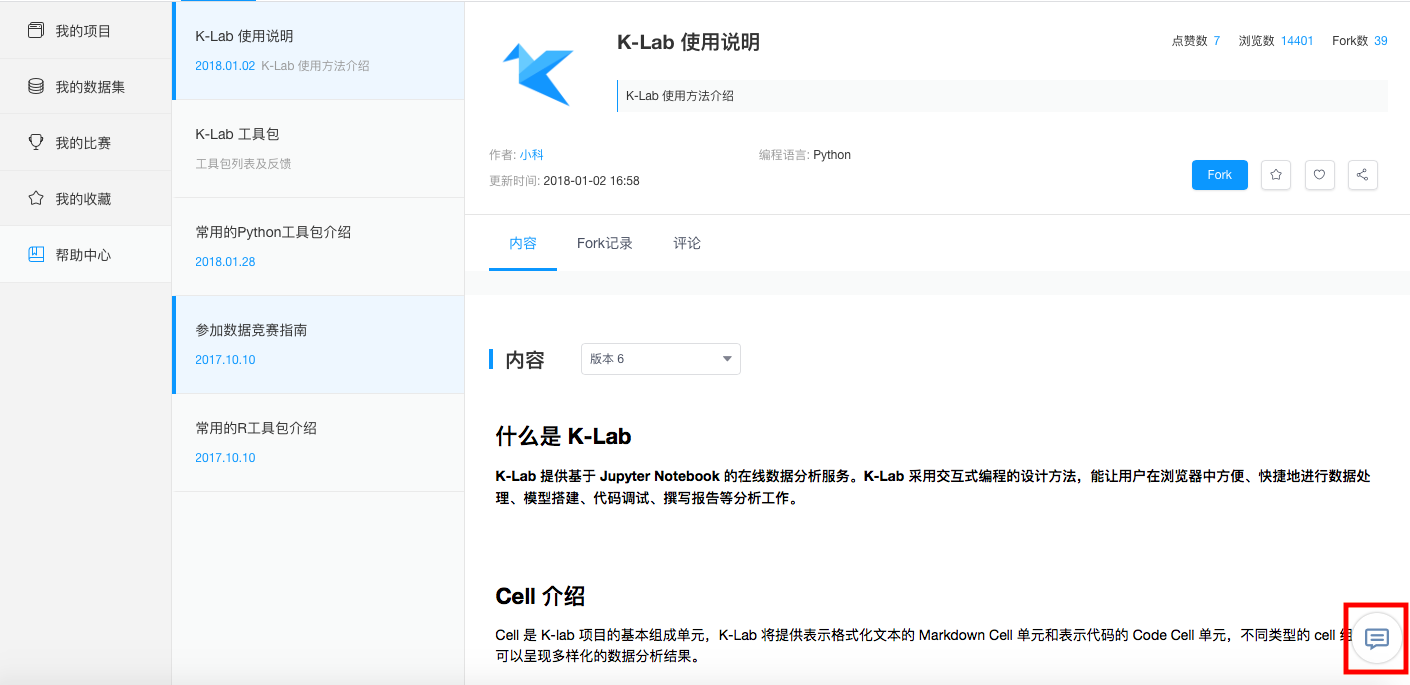 我的项目
我的数据集
我的比赛
我的收藏
帮助中心
K-Lab 使用说明
2018.01.02 K-Lab 使用方法介绍
K-Lab 工具包
工具包列表及反馈
常用的Python工具包介绍
2018.01.28
参加数据竞赛指南
2017.10.10
常用的R工具包介绍
2017.10.10
K-Lab 使用说明
点赞数 7 浏览数 14401 Fork数 39
K-Lab 使用方法介绍
作者: 小科 编程语言: Python
更新时间: 2018-01-02 16:58
Fork
内容 Fork记录 评论
内容 版本 6
什么是 K-Lab
K-Lab 提供基于 Jupyter Notebook 的在线数据分析服务。K-Lab 采用交互式编程的设计方法，能让用户在浏览器中方便、快捷地进行数据处
理、模型搭建、代码调试、撰写报告等分析工作。
Cell 介绍
Cell 是 K-lab 项目的基本组成单元，K-Lab 将提供表示格式化文本的 Markdown Cell 单元和表示代码的 Code Cell 单元，不同类型的 cell 组
可以呈现多样化的数据分析结果。